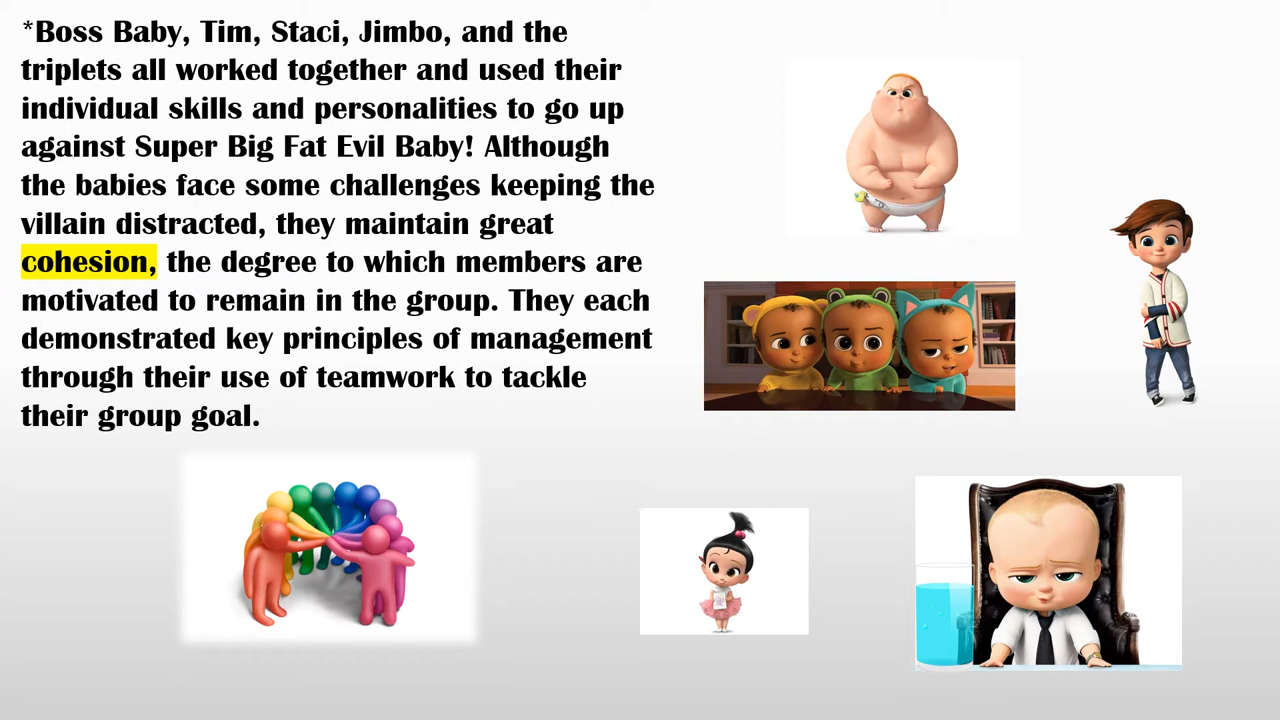 *Boss Baby, Tim, Staci, Jimbo, and the
triplets all worked together and used their
individual skills and personalities to go up
against Super Big Fat Evil Baby! Although
the babies face some challenges keeping the
villain distracted, they maintain great
cohesion, the degree to which members are
motivated to remain in the group. They each
demonstrated key principles of management
through their use of teamwork to tackle
their group goal.